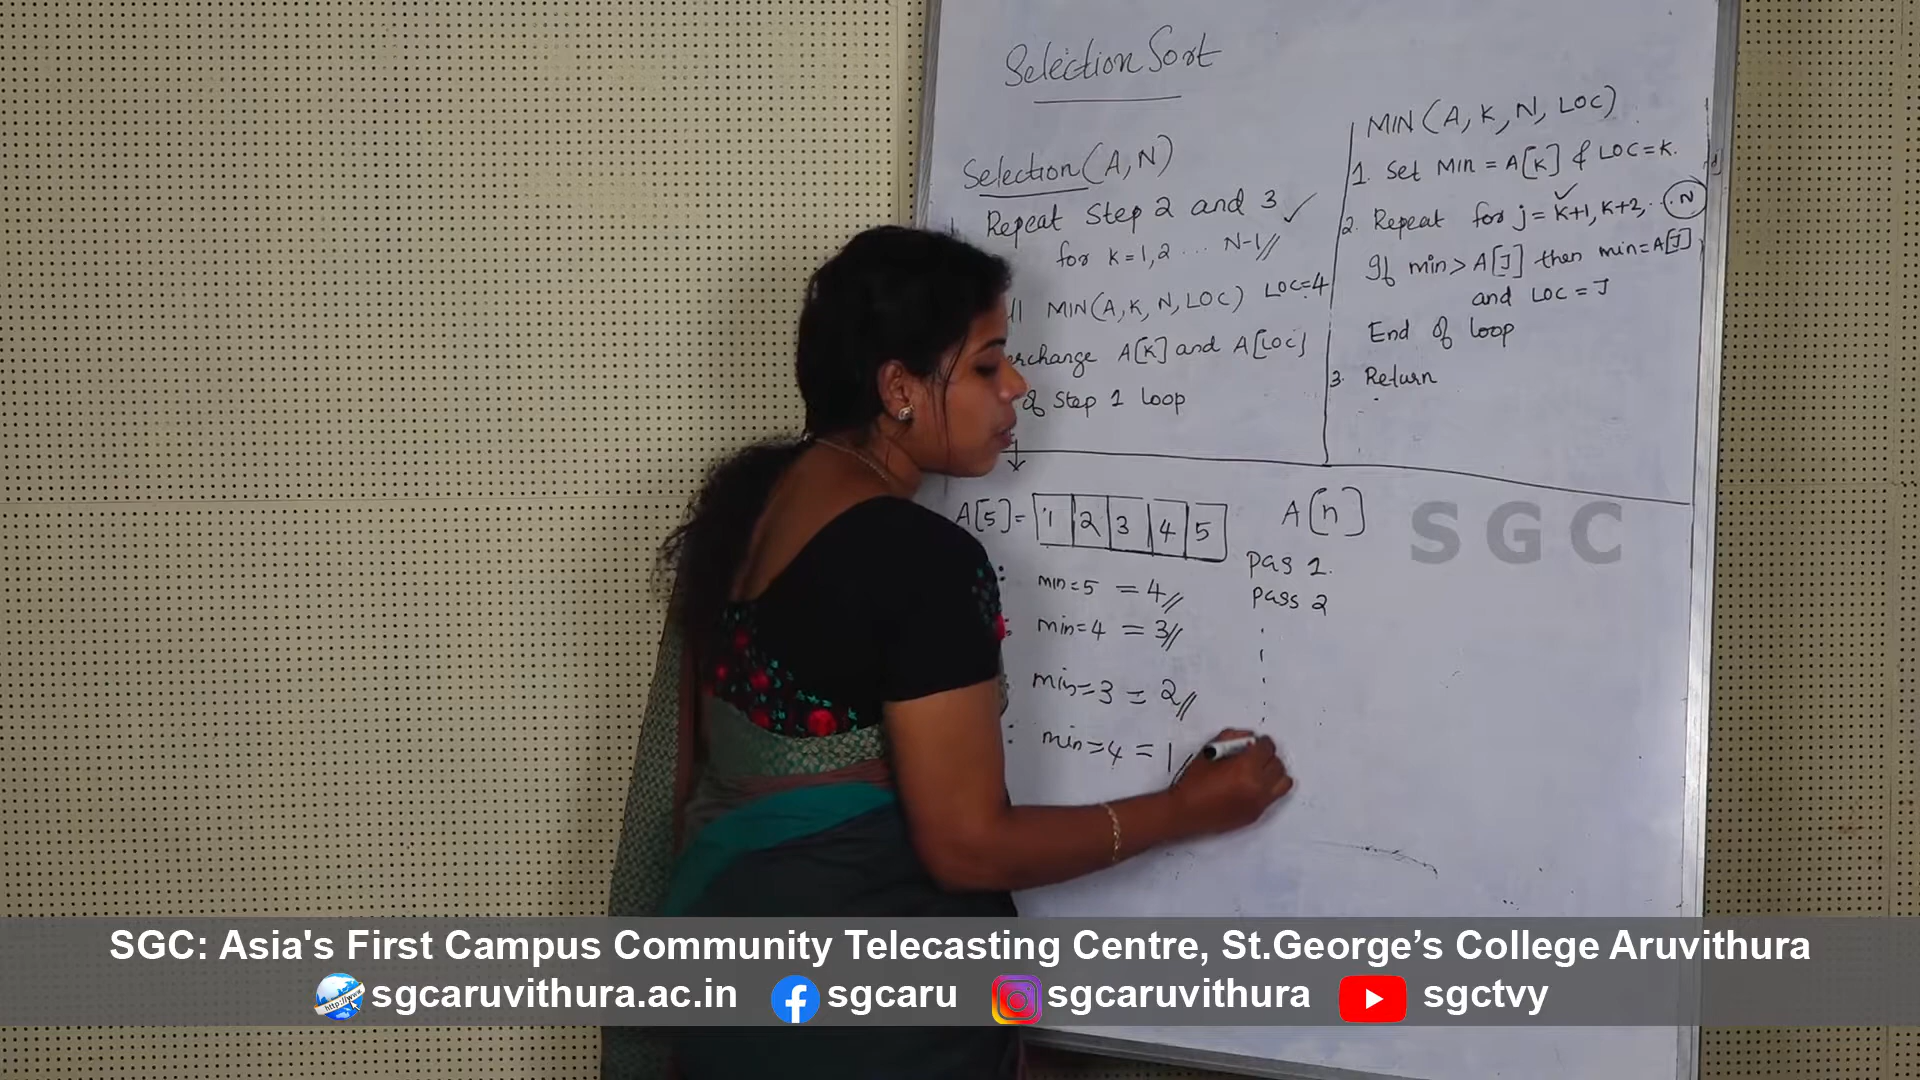 Selection Sort
Selection (A, N)
Repeat Step 2 and 3 ✓
for k = 1, 2 ... N-1//
MIN (A, K, N, LOC) LOC=4
A[K] and A[LOC]
of Step 1 loop
MIN (A, K, N, LOC)
1. Set Min = A[K] & LOC = K.
2. Repeat for j = K+1, K+2, .. N
If min > A[J] then min = A[J]
and LOC = J
End of loop
3. Return
A[5] = 1 2 3 4 5
A[n]
: min = 5 = 4//
: min = 4 = 3//
: min = 3 = 2//
: min = 4 = 1
pas 1.
pass 2
SGC
SGC: Asia's First Campus Community Telecasting Centre, St.George’s College Aruvithura
http://www sgcaruvithura.ac.in sgcaru sgcaruvithura sgctvy